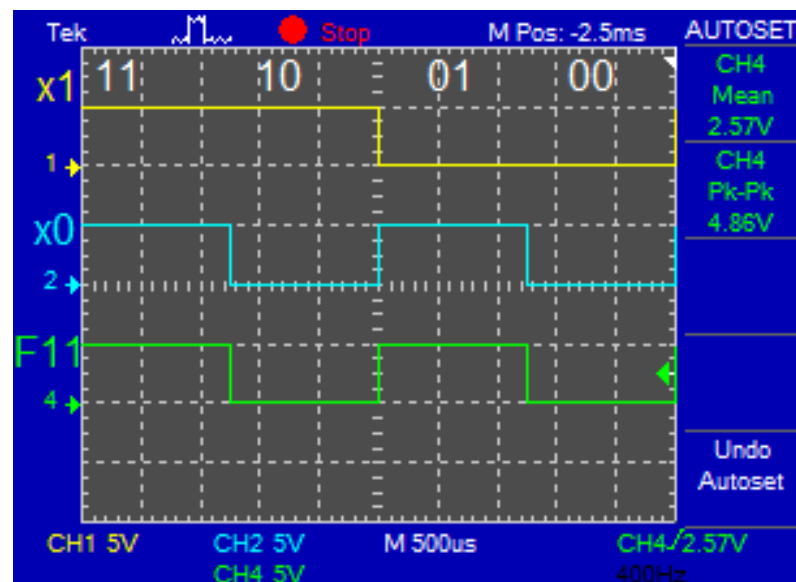 Tek Stop M Pos: -2.5ms AUTOSET
x1 11 10 01 00
CH4
Mean
2.57V
1
CH4
Pk-Pk
4.86V
x0
2
F11
4
Undo
Autoset
CH1 5V CH2 5V M 500us CH4 2.57V
CH4 5V 400Hz